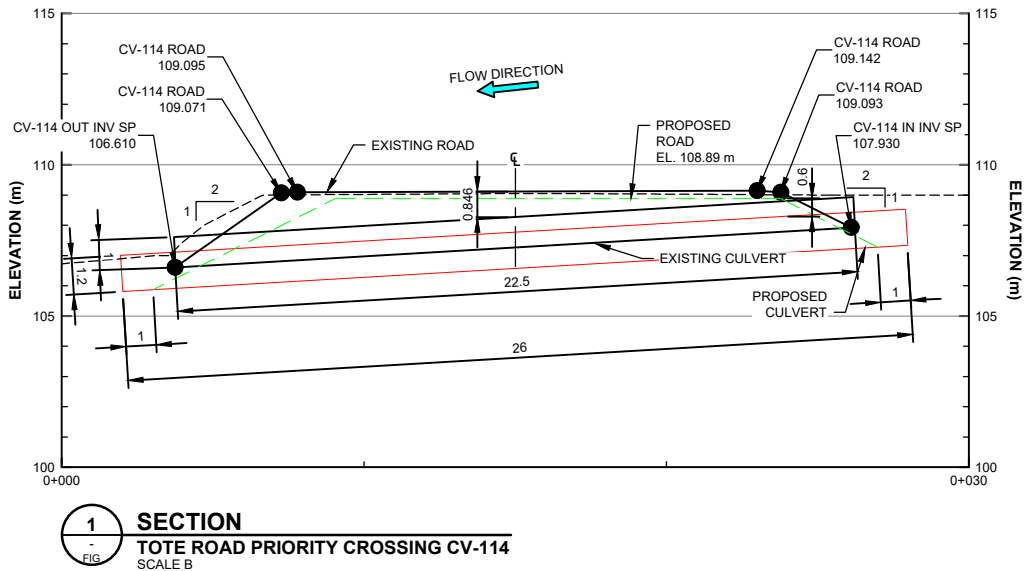 115
115
CV-114 ROAD
109.095
CV-114 ROAD
109.142
FLOW DIRECTION
CV-114 ROAD
109.071
CV-114 ROAD
109.093
CV-114 OUT INV SP
106.610
EXISTING ROAD
PROPOSED
ROAD
EL. 108.89 m
CV-114 IN INV SP
107.930
110
110
℄
2
1
0.846
0.6
2
1
ELEVATION (m)
ELEVATION (m)
1
1.2
EXISTING CULVERT
22.5
PROPOSED
CULVERT
105
105
1
1
26
100
100
0+000
0+030
1
-
FIG
SECTION
TOTE ROAD PRIORITY CROSSING CV-114
SCALE B